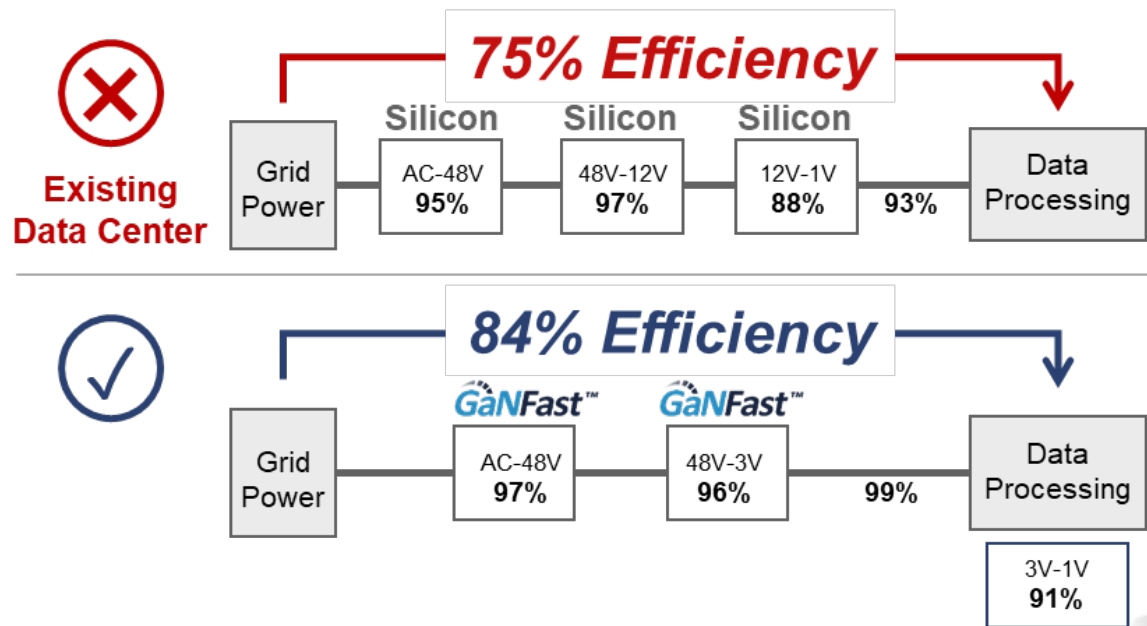 75% Efficiency
Silicon Silicon Silicon
Existing
Data Center
Grid
Power
AC-48V
95%
48V-12V
97%
12V-1V
88%
93%
Data
Processing
84% Efficiency
GaNFast™ GaNFast™
Grid
Power
AC-48V
97%
48V-3V
96%
99%
Data
Processing
3V-1V
91%